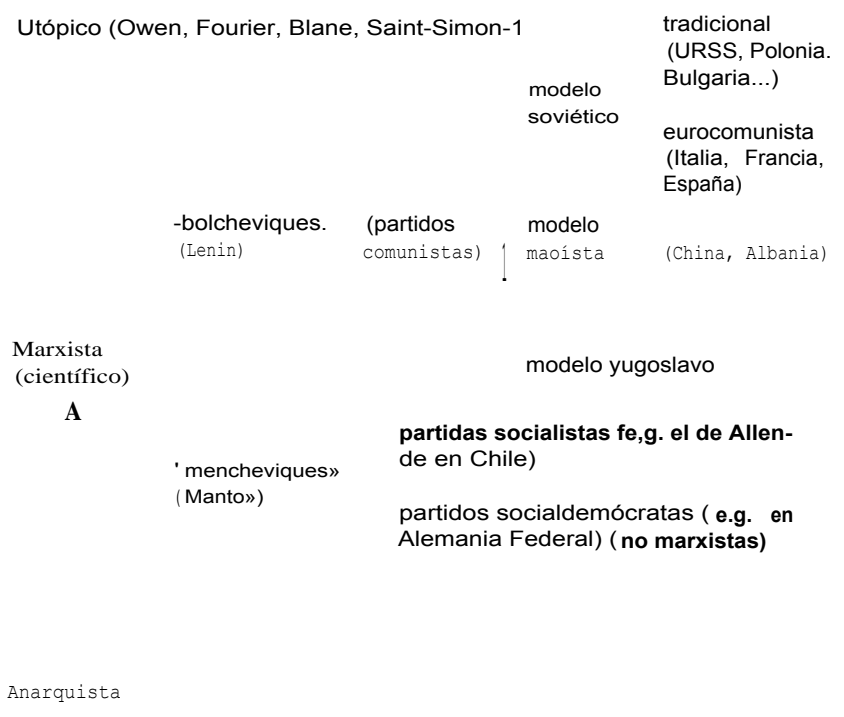 Utópico (Owen, Fourier, Blane, Saint-Simon-1
tradicional
(URSS, Polonia.
Bulgaria...)
modelo
soviético
eurocomunista
(Italia, Francia,
España)
-bolcheviques.
(Lenin)
(partidos
comunistas)
modelo
maoísta
(China, Albania)
Marxista
(científico)
A
modelo yugoslavo
partidas socialistas fe,g. el de Allen-
de en Chile)
' mencheviques»
(Manto»)
partidos socialdemócratas ( e.g. en
Alemania Federal) ( no marxistas)
Anarquista